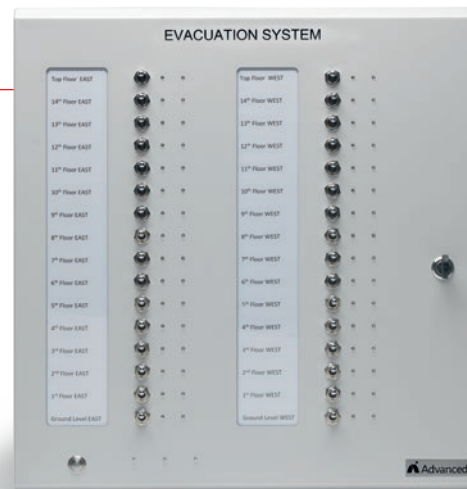 EVACUATION SYSTEM
Top Floor EAST
14th Floor EAST
13th Floor EAST
12th Floor EAST
11th Floor EAST
10th Floor EAST
9th Floor EAST
8th Floor EAST
7th Floor EAST
6th Floor EAST
5th Floor EAST
4th Floor EAST
3rd Floor EAST
2nd Floor EAST
1st Floor EAST
Ground Level EAST
Top Floor WEST
14th Floor WEST
13th Floor WEST
12th Floor WEST
11th Floor WEST
10th Floor WEST
9th Floor WEST
8th Floor WEST
7th Floor WEST
6th Floor WEST
5th Floor WEST
4th Floor WEST
3rd Floor WEST
2nd Floor WEST
1st Floor WEST
Ground Level WEST
Advanced